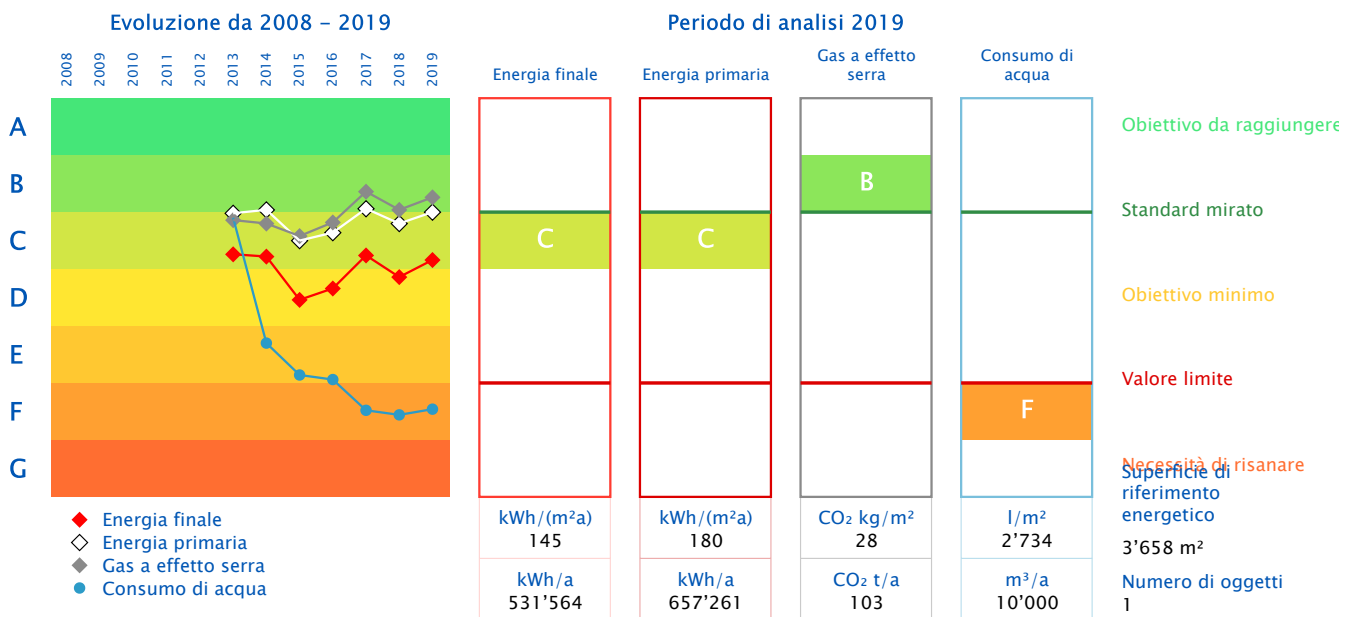 Evoluzione da 2008 – 2019
Periodo di analisi 2019
2008
2009
2010
2011
2012
2013
2014
2015
2016
2017
2018
2019
Energia finale
Energia primaria
Gas a effetto
serra
Consumo di
acqua
A
B
C
D
E
F
G
C
C
B
F
Obiettivo da raggiungere
Standard mirato
Obiettivo minimo
Valore limite
Necessità di risanare
Superficie di
riferimento
energetico
3’658 m²
Numero di oggetti
1
Energia finale
Energia primaria
Gas a effetto serra
Consumo di acqua
kWh/(m²a)
145
kWh/a
531’564
kWh/(m²a)
180
kWh/a
657’261
CO₂ kg/m²
28
CO₂ t/a
103
l/m²
2’734
m³/a
10’000